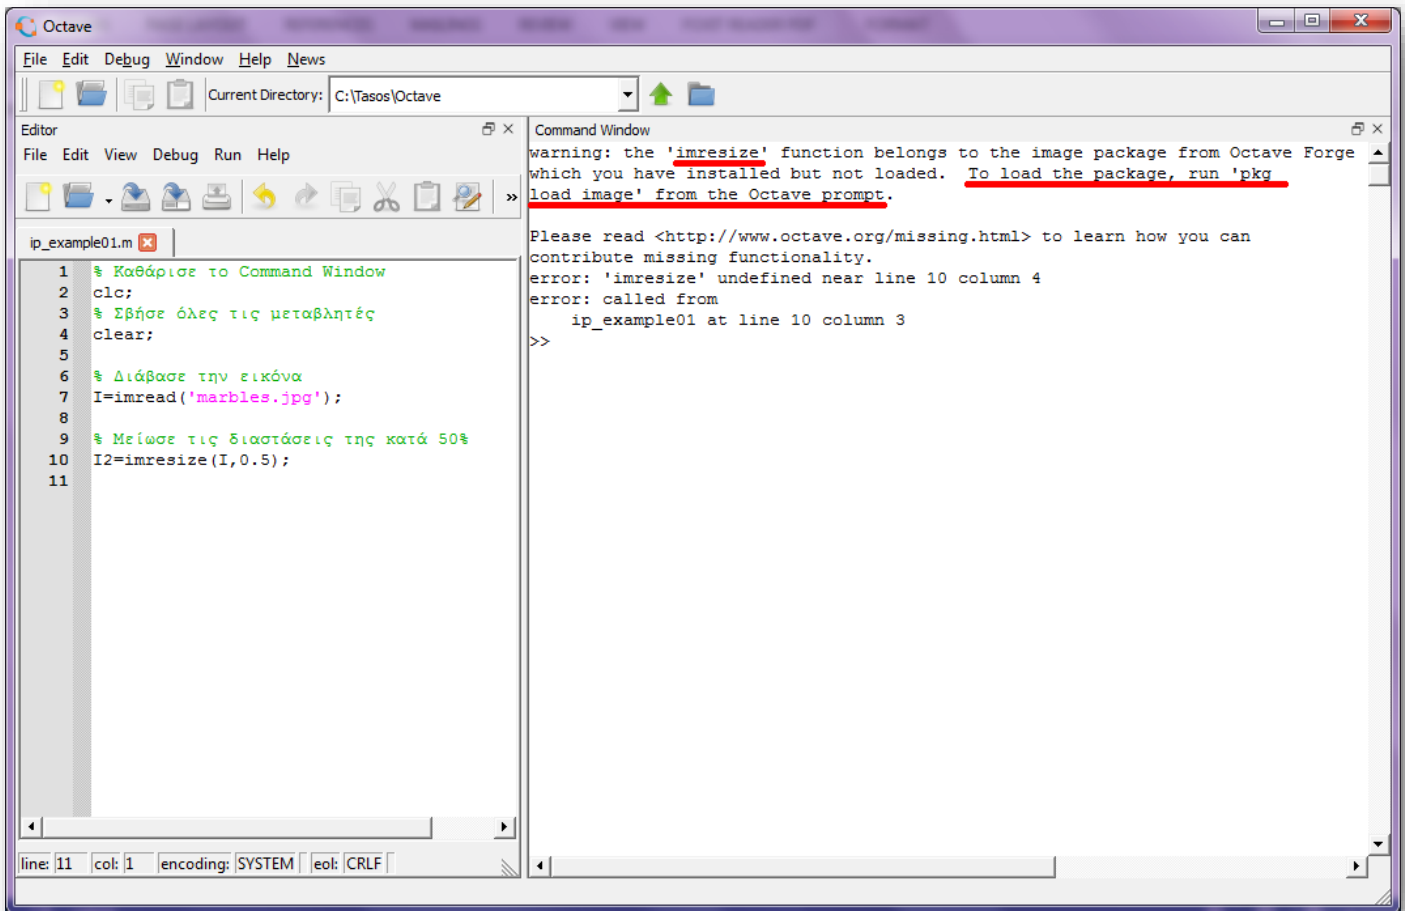 Octave
File Edit Debug Window Help News
Current Directory: C:\Tasos\Octave
Editor
File Edit View Debug Run Help
»
ip_example01.m
1 % Καθάρισε το Command Window
2 clc;
3 % Σβήσε όλες τις μεταβλητές
4 clear;
5
6 % Διάβασε την εικόνα
7 I=imread('marbles.jpg');
8
9 % Μείωσε τις διαστάσεις της κατά 50%
10 I2=imresize(I,0.5);
11
line: 11 col: 1 encoding: SYSTEM eol: CRLF
Command Window
warning: the 'imresize' function belongs to the image package from Octave Forge
which you have installed but not loaded. To load the package, run 'pkg
load image' from the Octave prompt.
Please read <http://www.octave.org/missing.html> to learn how you can
contribute missing functionality.
error: 'imresize' undefined near line 10 column 4
error: called from
ip_example01 at line 10 column 3
>>